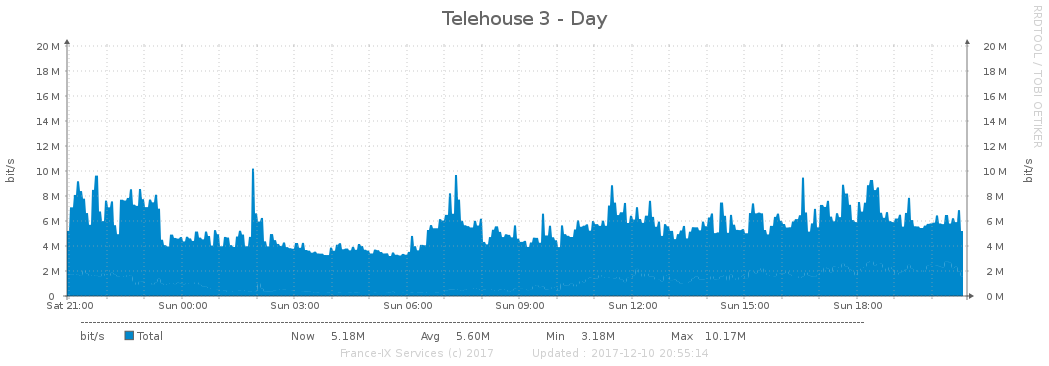 Telehouse 3 - Day
RRDTOOL / TOBI OETIKER
bit/s
bit/s
20 M 20 M
18 M 18 M
16 M 16 M
14 M 14 M
12 M 12 M
10 M 10 M
8 M 8 M
6 M 6 M
4 M 4 M
2 M 2 M
0 0 M
Sat 21:00 Sun 00:00 Sun 03:00 Sun 06:00 Sun 09:00 Sun 12:00 Sun 15:00 Sun 18:00
bit/s Total Now 5.18M Avg 5.60M Min 3.18M Max 10.17M
France-IX Services (c) 2017 Updated : 2017-12-10 20:55:14